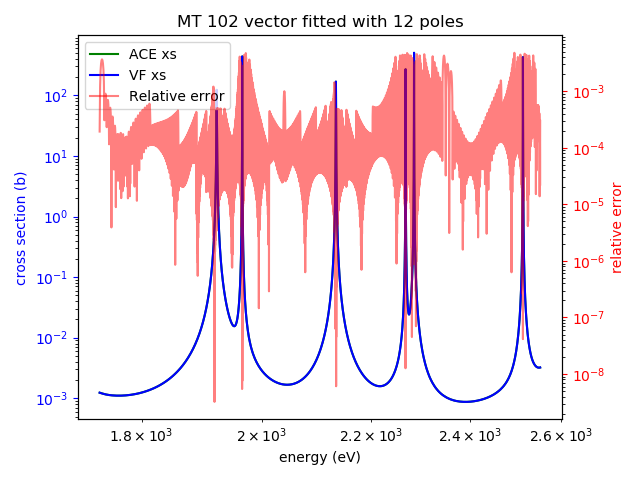 MT 102 vector fitted with 12 poles
ACE xs
VF xs
Relative error
cross section (b)
10²
10¹
10⁰
10⁻¹
10⁻²
10⁻³
10⁻³
10⁻⁴
10⁻⁵
10⁻⁶
10⁻⁷
10⁻⁸
relative error
1.8 × 10³
2 × 10³
2.2 × 10³
2.4 × 10³
2.6 × 10³
energy (eV)